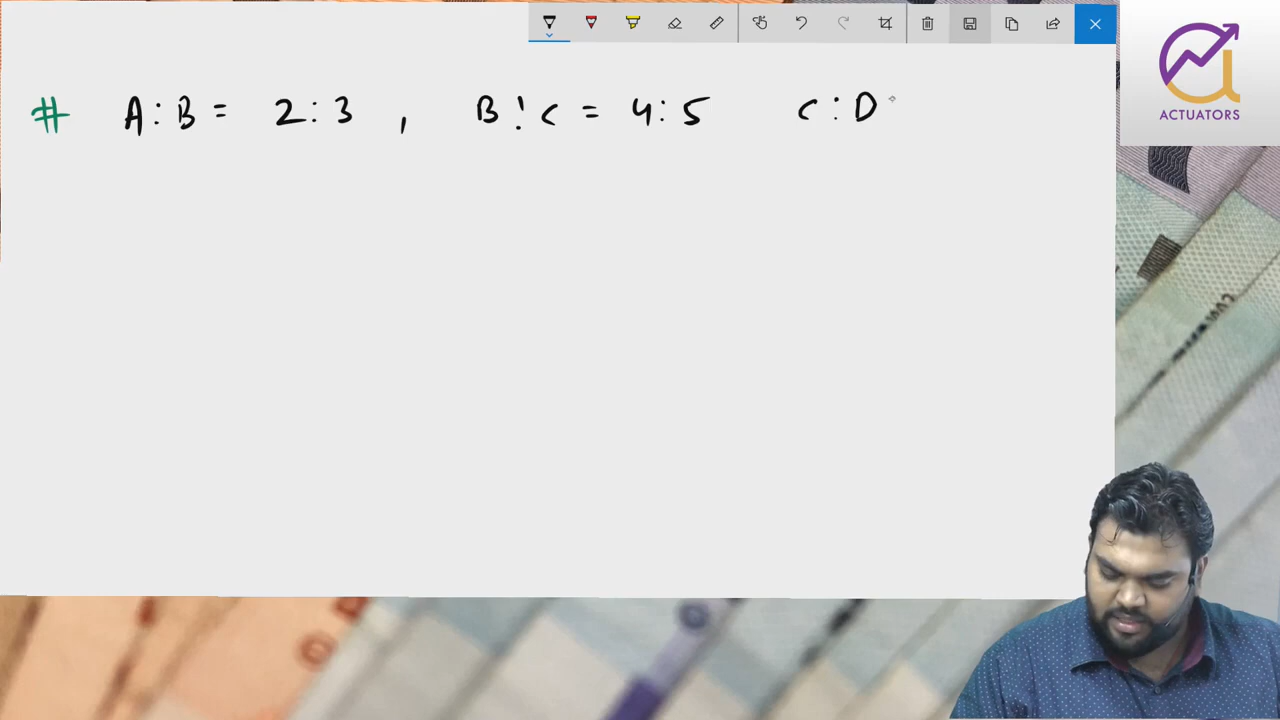 # A : B = 2 : 3 , B : C = 4 : 5 C : D
ACTUATORS